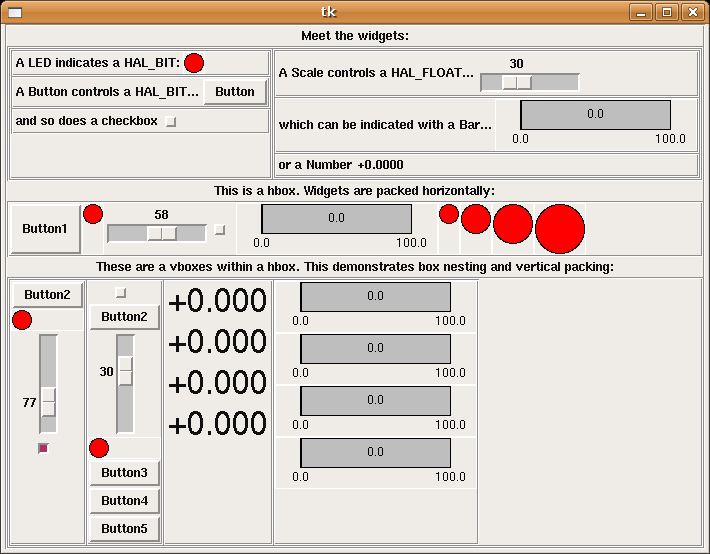 tk
Meet the widgets:
A LED indicates a HAL_BIT:
A Button controls a HAL_BIT... Button
and so does a checkbox
30
A Scale controls a HAL_FLOAT...
0.0
which can be indicated with a Bar...
0.0 100.0
or a Number +0.0000
This is a hbox. Widgets are packed horizontally:
Button1
58
0.0
0.0 100.0
These are a vboxes within a hbox. This demonstrates box nesting and vertical packing:
Button2
77
Button2
30
Button3
Button4
Button5
+0.000
+0.000
+0.000
+0.000
0.0
0.0 100.0
0.0
0.0 100.0
0.0
0.0 100.0
0.0
0.0 100.0